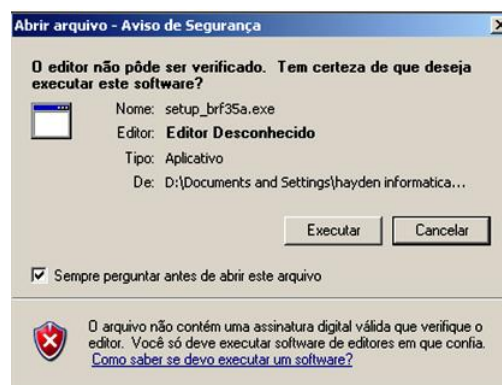 Abrir arquivo - Aviso de Segurança
O editor não pôde ser verificado. Tem certeza de que deseja
executar este software?
Nome: setup_brf35a.exe
Editor: Editor Desconhecido
Tipo: Aplicativo
De: D:\Documents and Settings\hayden informatica...
Executar Cancelar
Sempre perguntar antes de abrir este arquivo
O arquivo não contém uma assinatura digital válida que verifique o
editor. Você só deve executar software de editores em que confia.
Como saber se devo executar um software?